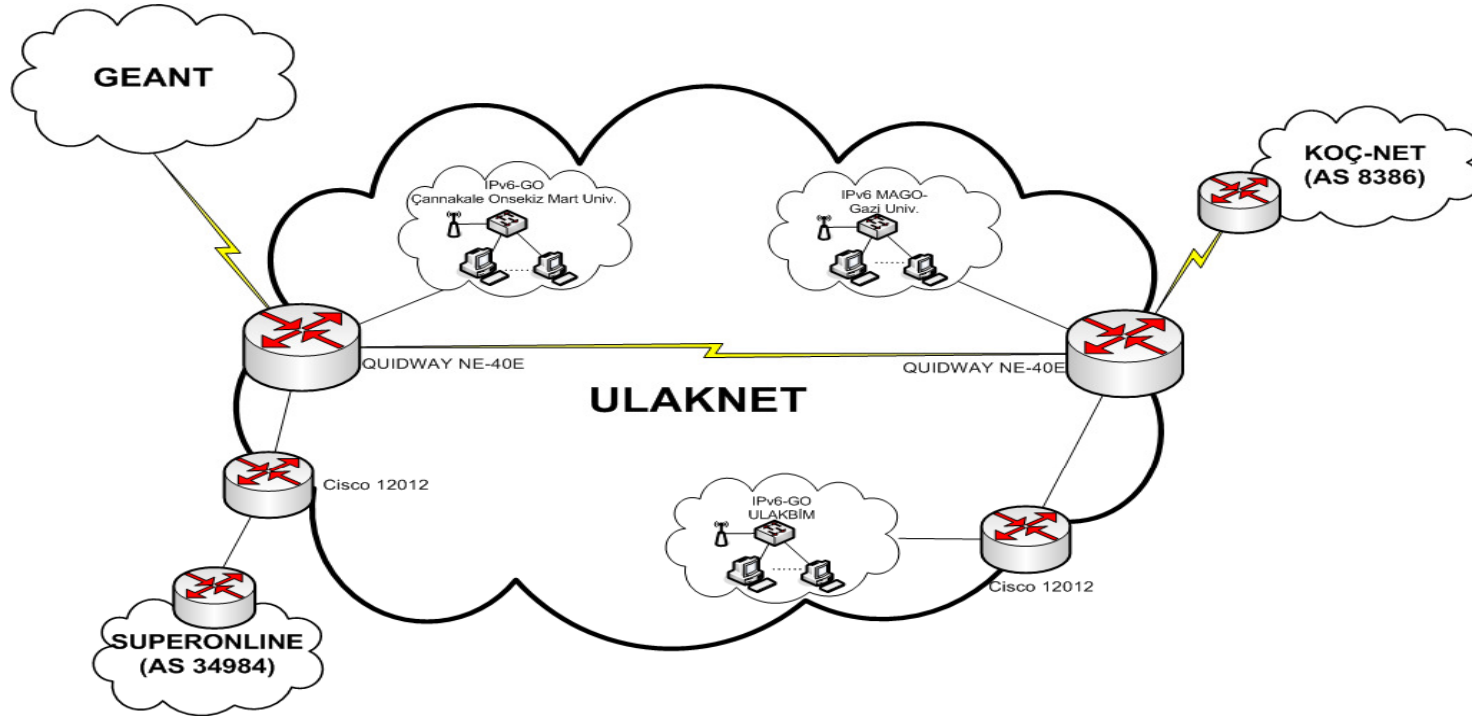 GEANT
KOÇ-NET
(AS 8386)
IPv6-GO
Çannakale Onsekiz Mart Univ.
IPv6 MAGO-
Gazi Univ.
QUIDWAY NE-40E
QUIDWAY NE-40E
ULAKNET
Cisco 12012
IPv6-GO
ULAKBİM
Cisco 12012
SUPERONLINE
(AS 34984)